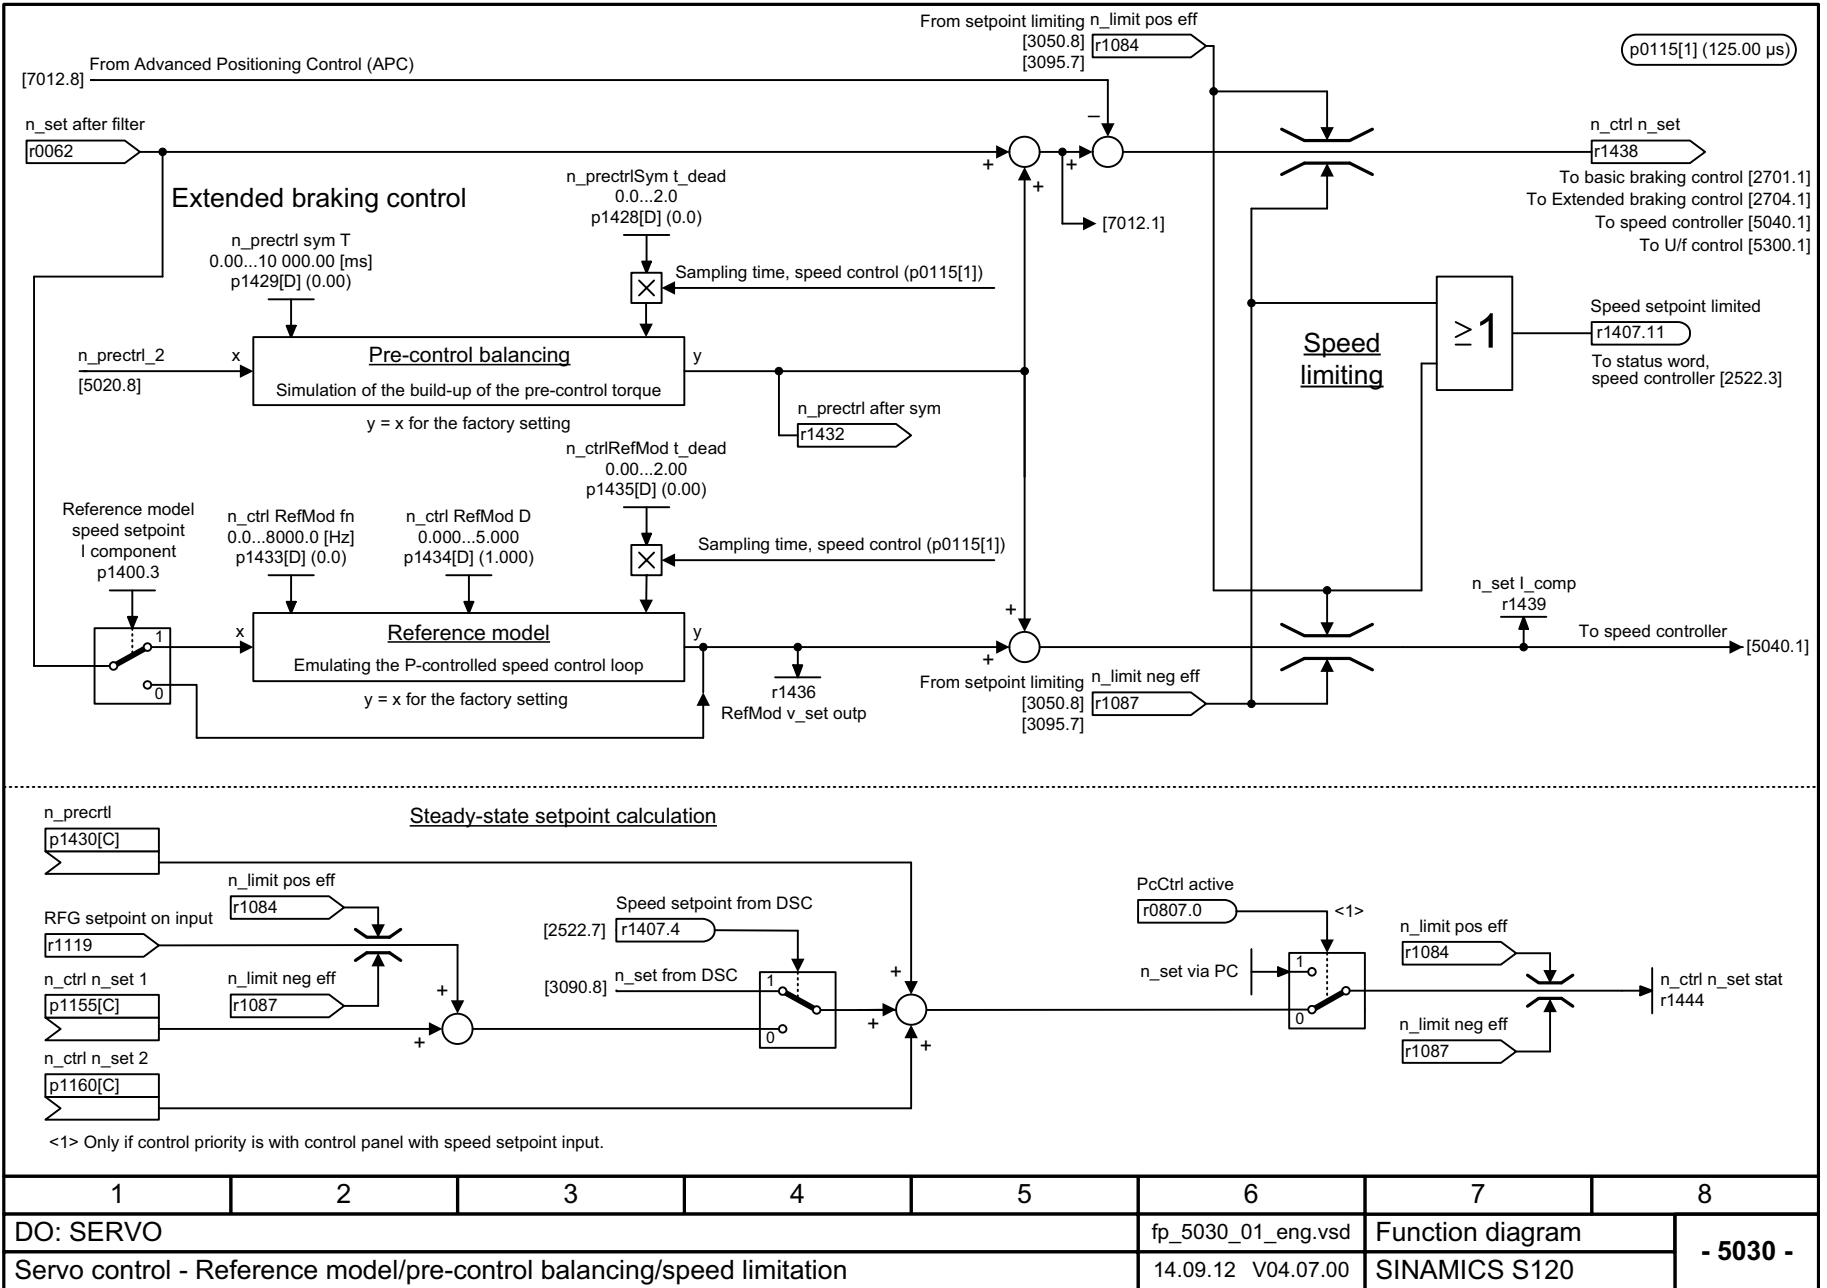 From setpoint limiting
[3050.8]
[3095.7]
n_limit pos eff
r1084
p0115[1] (125.00 µs)
[7012.8]
From Advanced Positioning Control (APC)
–
n_set after filter
r0062
+
+
+
n_ctrl n_set
r1438
To basic braking control [2701.1]
To Extended braking control [2704.1]
To speed controller [5040.1]
To U/f control [5300.1]
[7012.1]
Extended braking control
n_prectrlSym t_dead
0.0...2.0
p1428[D] (0.0)
n_prectrl sym T
0.00...10 000.00 [ms]
p1429[D] (0.00)
×
Sampling time, speed control (p0115[1])
n_prectrl_2
[5020.8]
x
Pre-control balancing
Simulation of the build-up of the pre-control torque
y
y = x for the factory setting
n_prectrl after sym
r1432
Speed
limiting
≥1
Speed setpoint limited
r1407.11
To status word,
speed controller [2522.3]
n_ctrlRefMod t_dead
0.00...2.00
p1435[D] (0.00)
Reference model
speed setpoint
I component
p1400.3
n_ctrl RefMod fn
0.0...8000.0 [Hz]
p1433[D] (0.0)
n_ctrl RefMod D
0.000...5.000
p1434[D] (1.000)
×
Sampling time, speed control (p0115[1])
1
0
x
Reference model
Emulating the P-controlled speed control loop
y
y = x for the factory setting
r1436
RefMod v_set outp
+
+
From setpoint limiting
[3050.8]
[3095.7]
n_limit neg eff
r1087
n_set I_comp
r1439
To speed controller
[5040.1]
n_precrtl
p1430[C]
Steady-state setpoint calculation
n_limit pos eff
r1084
RFG setpoint on input
r1119
n_ctrl n_set 1
p1155[C]
n_limit neg eff
r1087
+
+
n_ctrl n_set 2
p1160[C]
Speed setpoint from DSC
[2522.7]
r1407.4
[3090.8]
n_set from DSC
1
0
+
+
+
PcCtrl active
r0807.0
<1>
n_set via PC
1
0
n_limit pos eff
r1084
n_limit neg eff
r1087
n_ctrl n_set stat
r1444
<1> Only if control priority is with control panel with speed setpoint input.
1 2 3 4 5 6 7 8
DO: SERVO
fp_5030_01_eng.vsd
Function diagram
- 5030 -
Servo control - Reference model/pre-control balancing/speed limitation
14.09.12 V04.07.00
SINAMICS S120